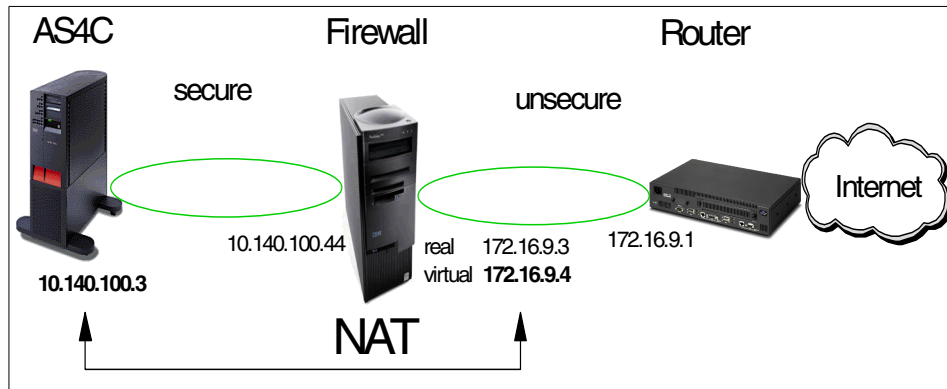 AS4C
Firewall
Router
secure
unsecure
Internet
10.140.100.44
real 172.16.9.3
172.16.9.1
virtual 172.16.9.4
10.140.100.3
NAT